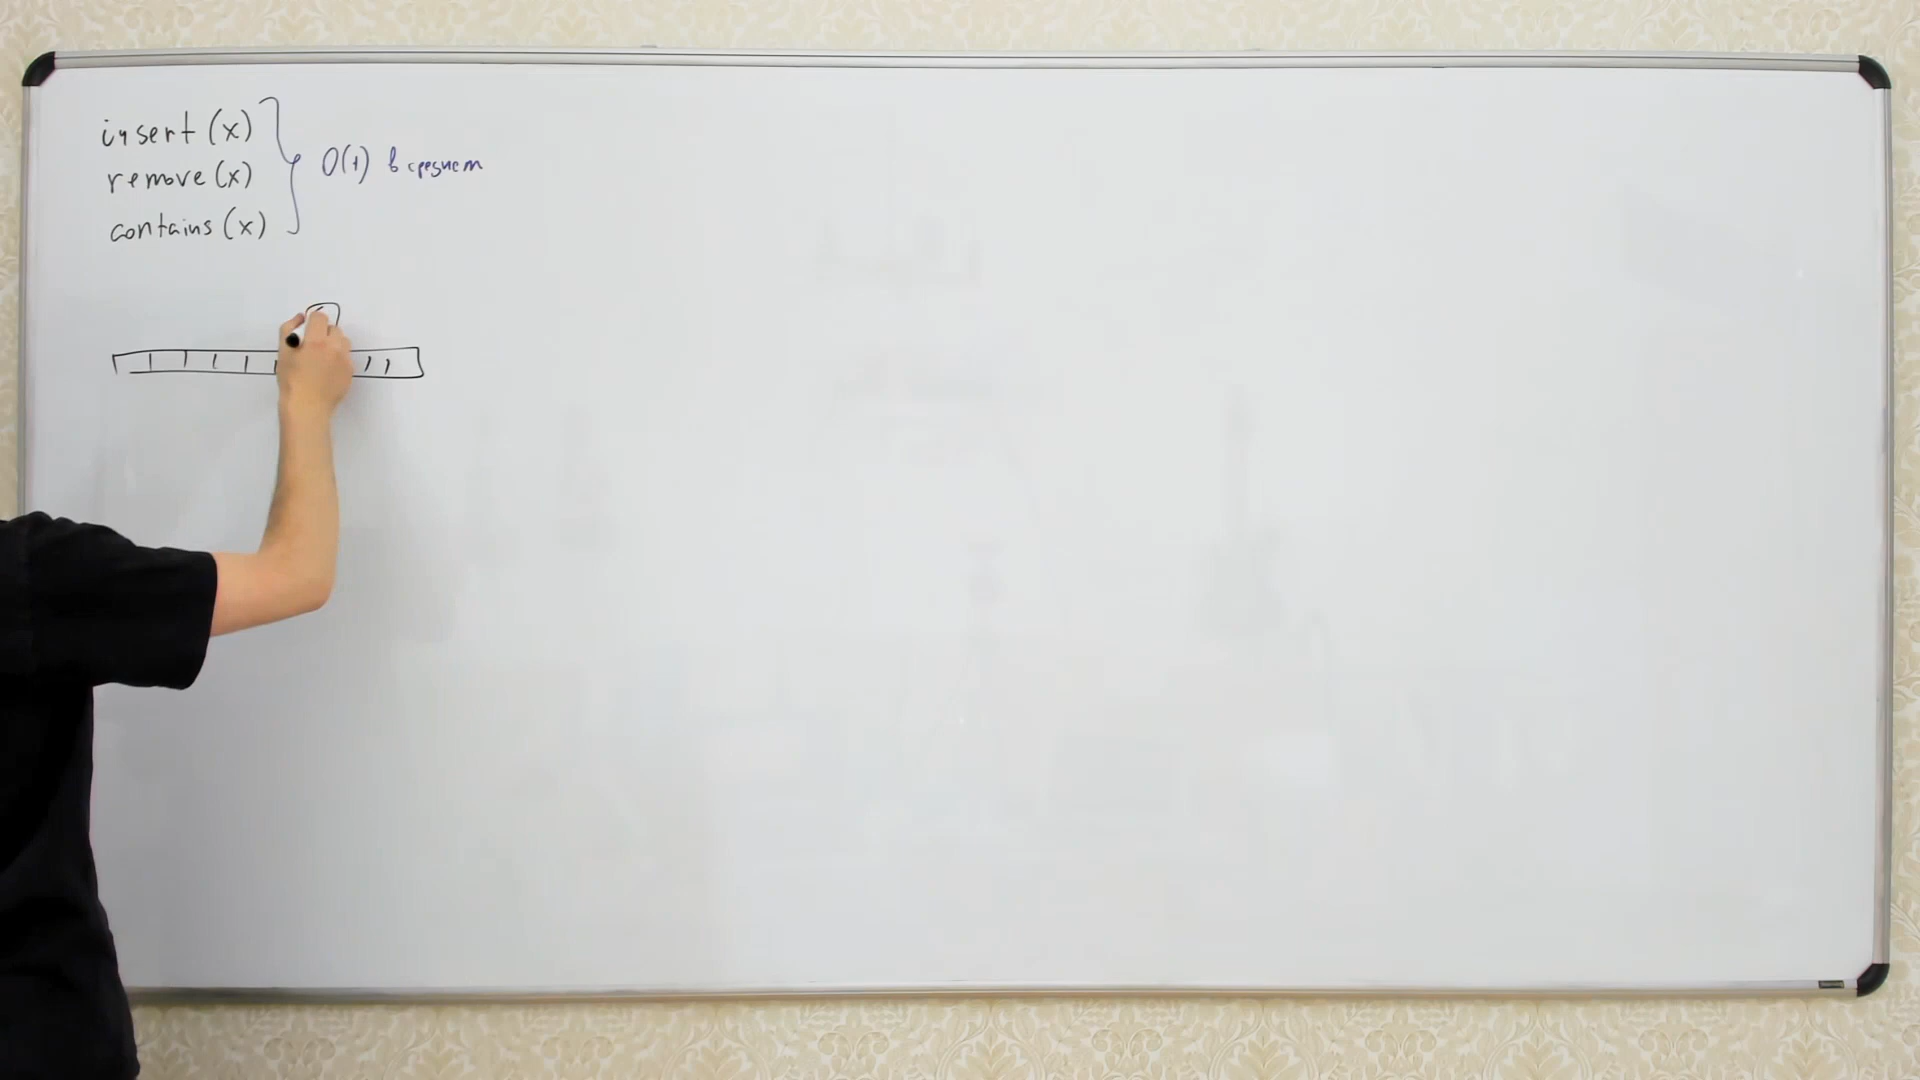 insert (x)
remove (x)
contains (x)
O(1) в среднем